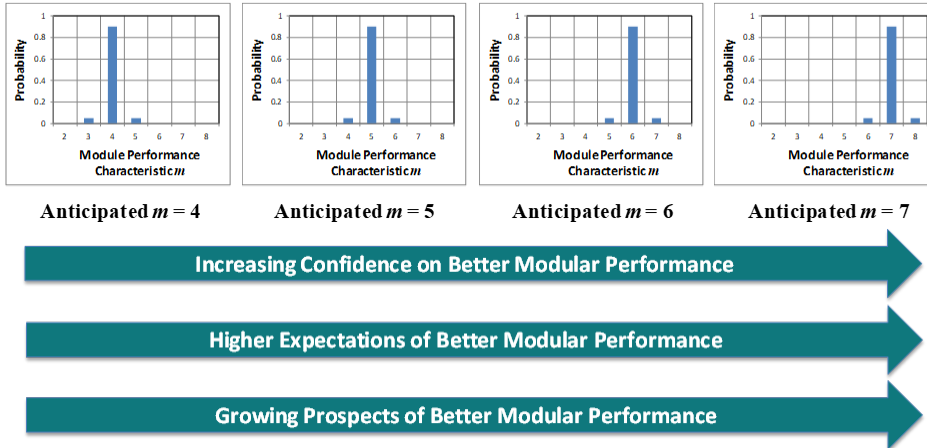 Probability
1
0.8
0.6
0.4
0.2
0
2 3 4 5 6 7 8
Module Performance
Characteristic m
Probability
1
0.8
0.6
0.4
0.2
0
2 3 4 5 6 7 8
Module Performance
Characteristic m
Probability
1
0.8
0.6
0.4
0.2
0
2 3 4 5 6 7 8
Module Performance
Characteristic m
Probability
1
0.8
0.6
0.4
0.2
0
2 3 4 5 6 7 8
Module Performance
Characteristic m
Anticipated m = 4
Anticipated m = 5
Anticipated m = 6
Anticipated m = 7
Increasing Confidence on Better Modular Performance
Higher Expectations of Better Modular Performance
Growing Prospects of Better Modular Performance